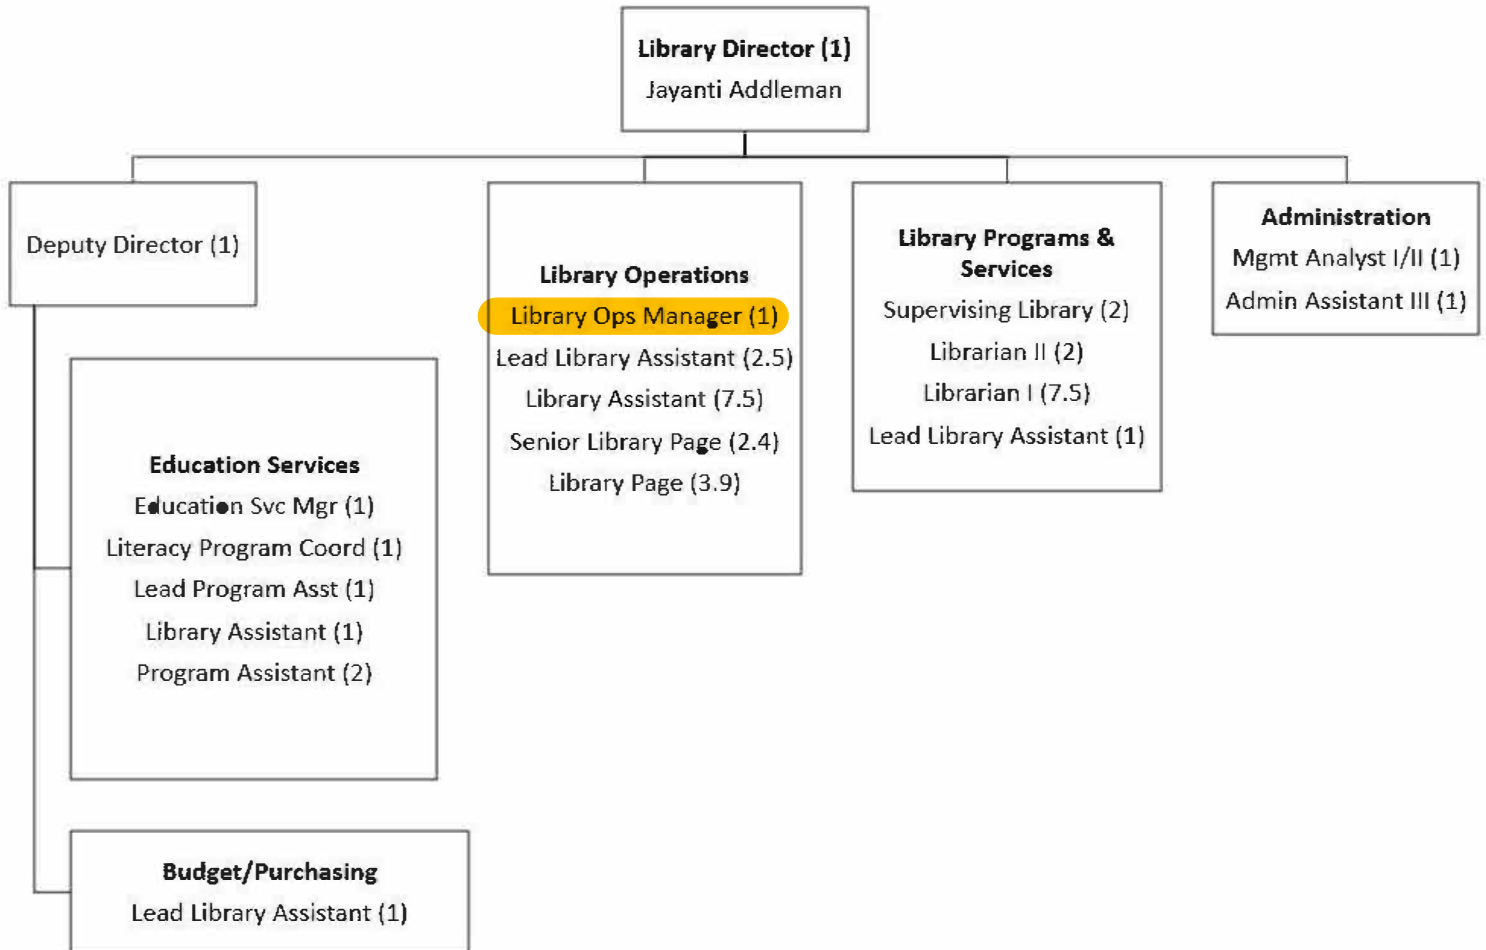 Library Director (1)
Jayanti Addleman
Deputy Director (1)
Library Operations
Library Ops Manager (1)
Lead Library Assistant (2.5)
Library Assistant (7.5)
Senior Library Page (2.4)
Library Page (3.9)
Library Programs &
Services
Supervising Library (2)
Librarian II (2)
Librarian I (7.5)
Lead Library Assistant (1)
Administration
Mgmt Analyst I/II (1)
Admin Assistant III (1)
Education Services
Education Svc Mgr (1)
Literacy Program Coord (1)
Lead Program Asst (1)
Library Assistant (1)
Program Assistant (2)
Budget/Purchasing
Lead Library Assistant (1)